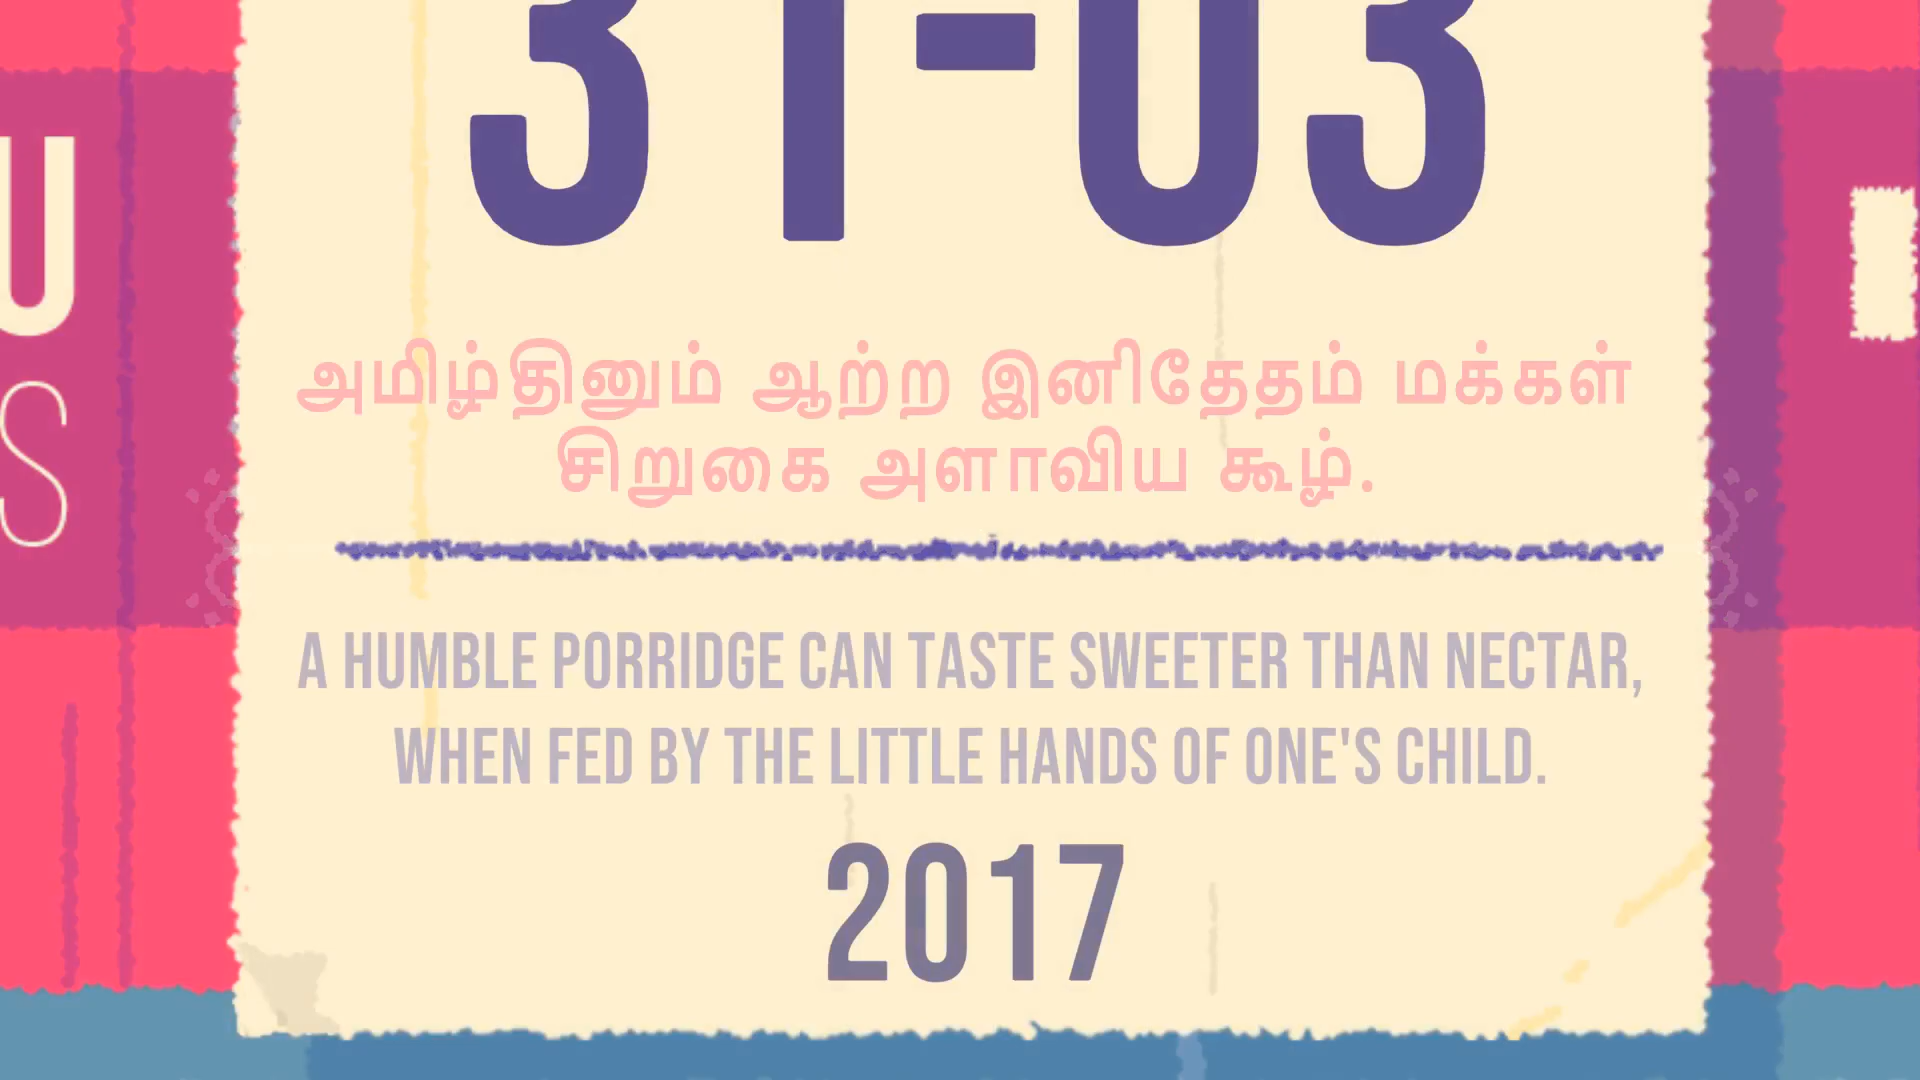 31-03
U
S
அமிழ்தினும் ஆற்ற இனிதேதம் மக்கள்
சிறுகை அளாவிய கூழ்.
A HUMBLE PORRIDGE CAN TASTE SWEETER THAN NECTAR,
WHEN FED BY THE LITTLE HANDS OF ONE'S CHILD.
2017